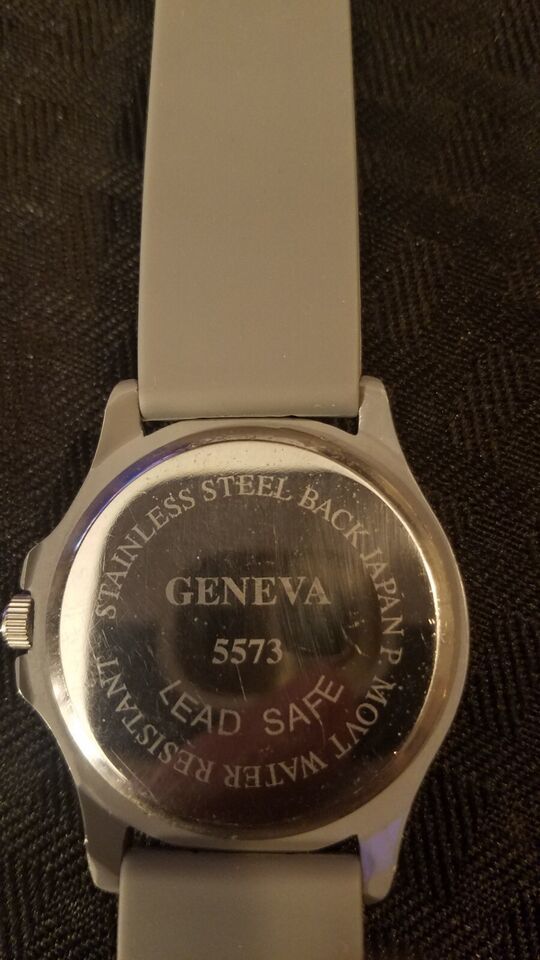 STAINLESS STEEL BACK JAPAN P MOVT WATER RESISTANT
GENEVA
5573
LEAD SAFE